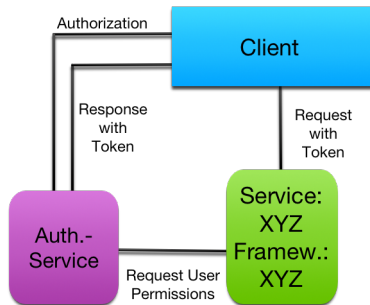 Authorization
Client
Response
with
Token
Request
with
Token
Auth.-
Service
Service:
XYZ
Framew.:
XYZ
Request User
Permissions